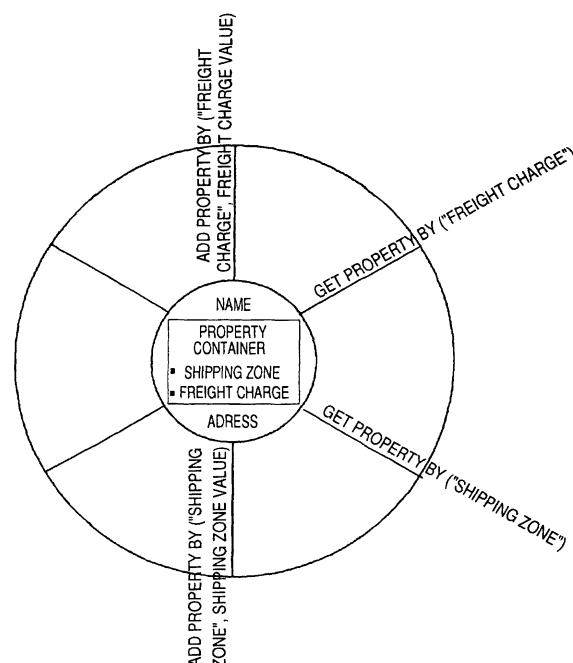 ADD PROPERTY BY ("FREIGHT
CHARGE", FREIGHT CHARGE VALUE)
GET PROPERTY BY ("FREIGHT CHARGE")
NAME
PROPERTY
CONTAINER
▪ SHIPPING ZONE
▪ FREIGHT CHARGE
ADRESS
GET PROPERTY BY ("SHIPPING ZONE")
ADD PROPERTY BY ("SHIPPING
ZONE", SHIPPING ZONE VALUE)